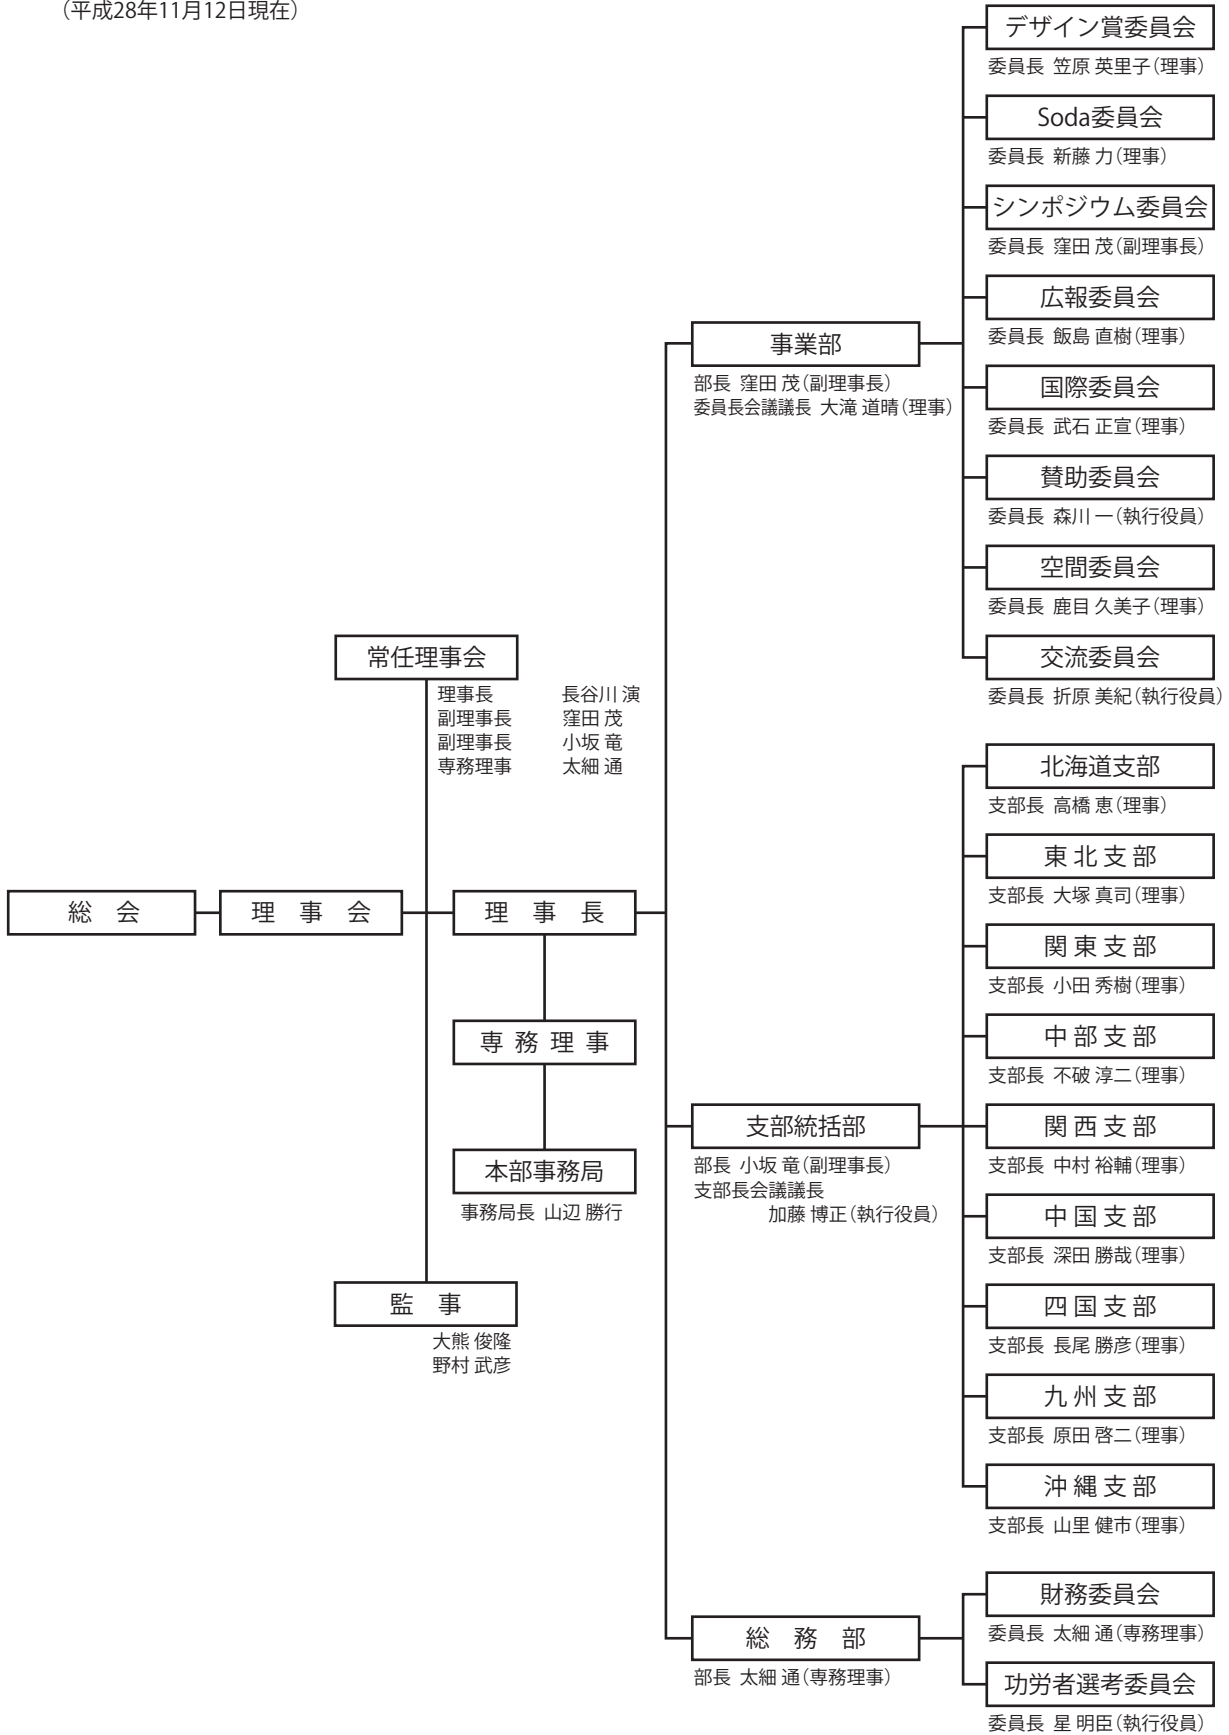 （平成28年11月12日現在）
総　会
理　事　会
常任理事会
理事長　長谷川 演
副理事長　窪田 茂
副理事長　小坂 竜
専務理事　太細 通
理　事　長
専 務 理 事
本部事務局
事務局長 山辺 勝行
監　事
大熊 俊隆
野村 武彦
事業部
部長 窪田 茂（副理事長）
委員長会議議長 大滝 道晴（理事）
デザイン賞委員会
委員長 笠原 英里子（理事）
Soda委員会
委員長 新藤 力（理事）
シンポジウム委員会
委員長 窪田 茂（副理事長）
広報委員会
委員長 飯島 直樹（理事）
国際委員会
委員長 武石 正宣（理事）
賛助委員会
委員長 森川 一（執行役員）
空間委員会
委員長 鹿目 久美子（理事）
交流委員会
委員長 折原 美紀（執行役員）
支部統括部
部長 小坂 竜（副理事長）
支部長会議議長
加藤 博正（執行役員）
北海道支部
支部長 高橋 恵（理事）
東 北 支 部
支部長 大塚 真司（理事）
関 東 支 部
支部長 小田 秀樹（理事）
中 部 支 部
支部長 不破 淳二（理事）
関 西 支 部
支部長 中村 裕輔（理事）
中 国 支 部
支部長 深田 勝哉（理事）
四 国 支 部
支部長 長尾 勝彦（理事）
九 州 支 部
支部長 原田 啓二（理事）
沖 縄 支 部
支部長 山里 健市（理事）
総　務　部
部長 太細 通（専務理事）
財務委員会
委員長 太細 通（専務理事）
功労者選考委員会
委員長 星 明臣（執行役員）